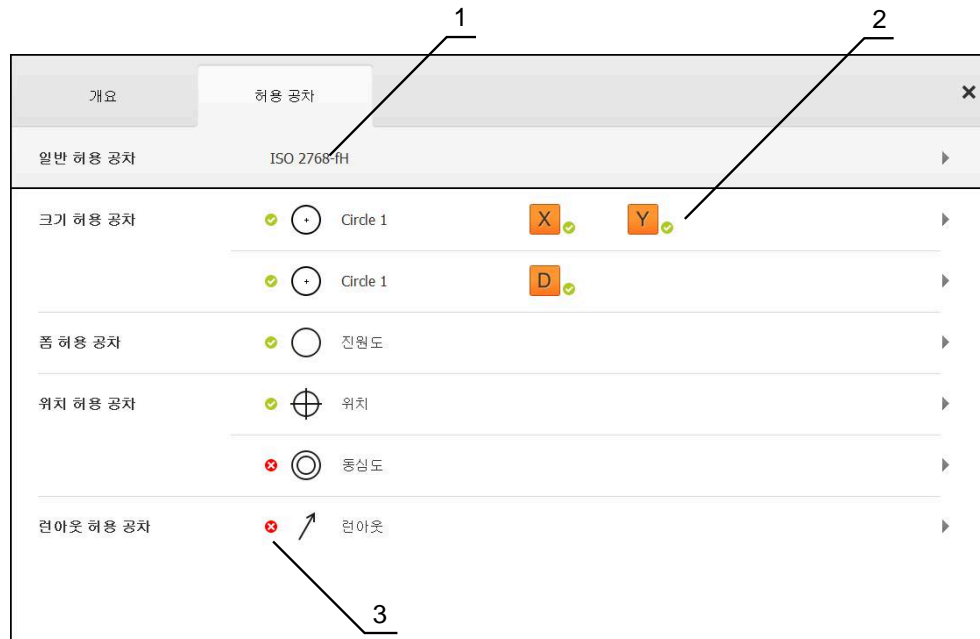 1
2
개요 허용 공차
일반 허용 공차 ISO 2768-fH
크기 허용 공차 Circle 1 X Y
Circle 1 D
폼 허용 공차 진원도
위치 허용 공차 위치
동심도
런아웃 허용 공차 런아웃
3